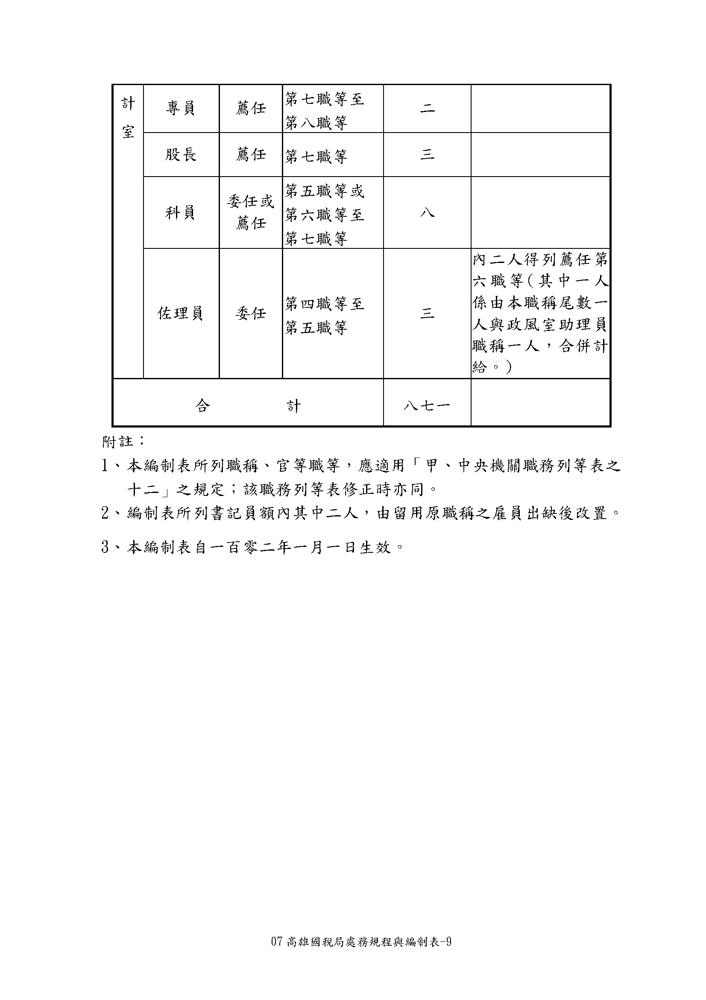 計
室
專員
薦任
第七職等至
第八職等
二
股長
薦任
第七職等
三
科員
委任或
薦任
第五職等或
第六職等至
第七職等
八
佐理員
委任
第四職等至
第五職等
三
內二人得列薦任第
六職等(其中一人
係由本職稱尾數一
人與政風室助理員
職稱一人,合併計
給。)
合 計
八七一
附註:
1、本編制表所列職稱、官等職等,應適用「甲、中央機關職務列等表之
十二」之規定;該職務列等表修正時亦同。
2、編制表所列書記員額內其中二人,由留用原職稱之雇員出缺後改置。
3、本編制表自一百零二年一月一日生效。
07 高雄國稅局處務規程與編制表-9